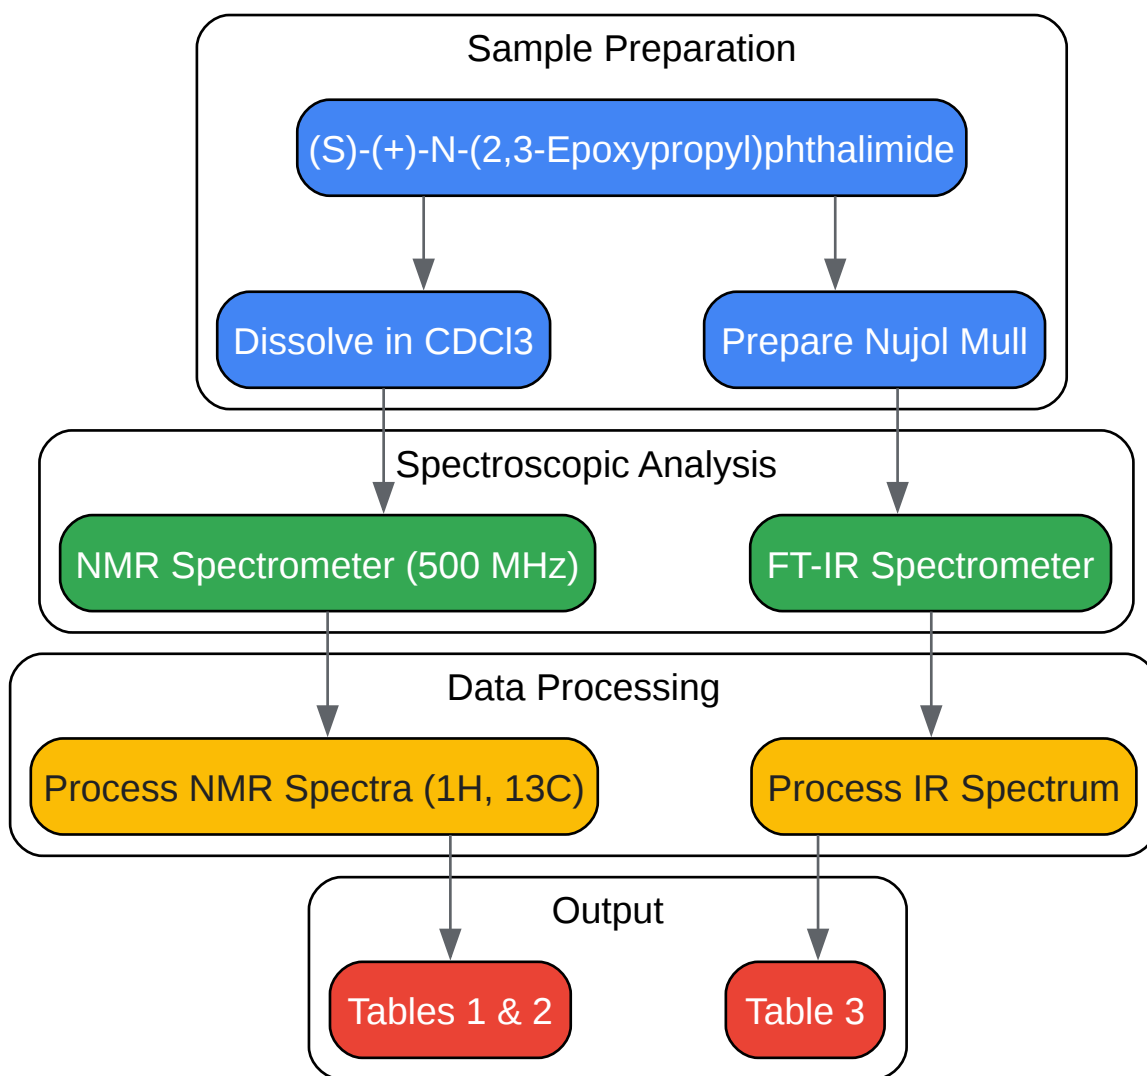 Sample Preparation
(S)-(+)-N-(2,3-Epoxypropyl)phthalimide
Dissolve in CDCl3
Prepare Nujol Mull
Spectroscopic Analysis
NMR Spectrometer (500 MHz)
FT-IR Spectrometer
Data Processing
Process NMR Spectra (1H, 13C)
Process IR Spectrum
Output
Tables 1 & 2
Table 3